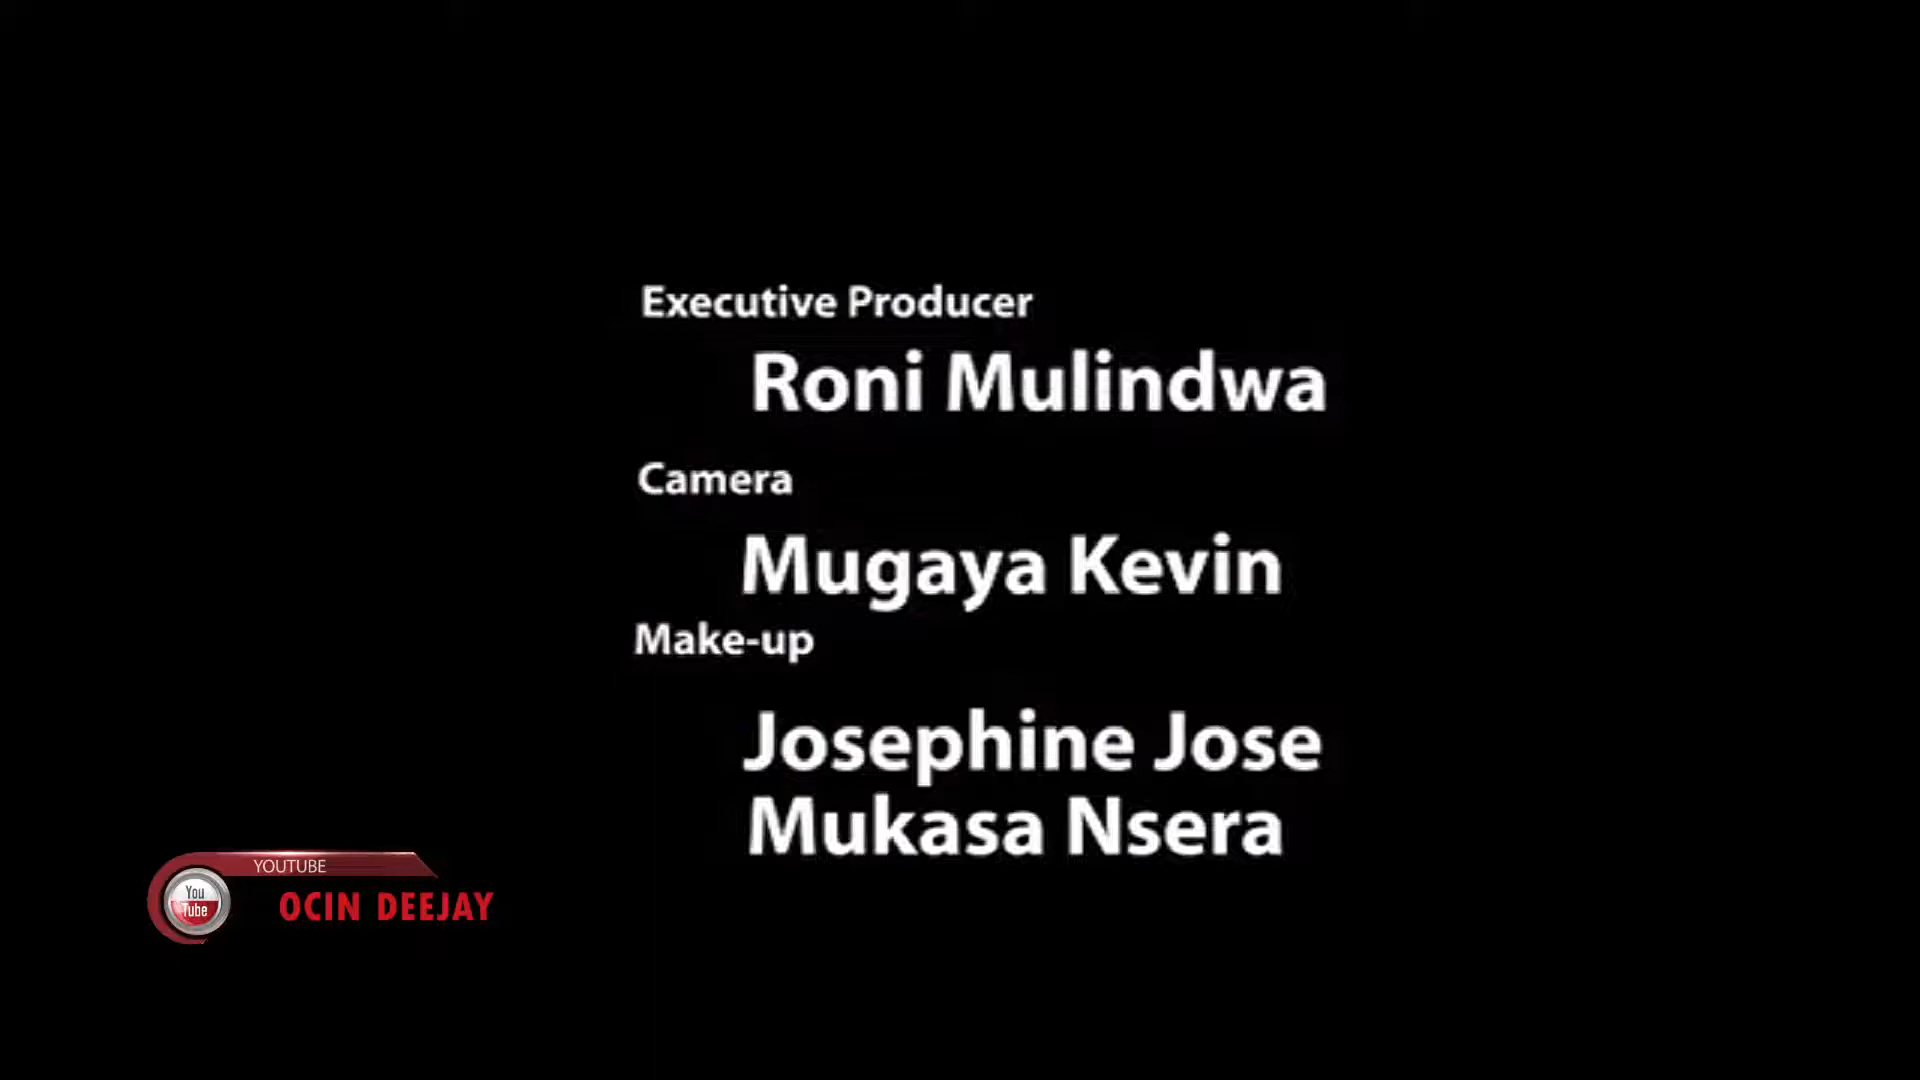 Executive Producer
Roni Mulindwa
Camera
Mugaya Kevin
Make-up
Josephine Jose
Mukasa Nsera
YOUTUBE
You
Tube
OCIN DEEJAY